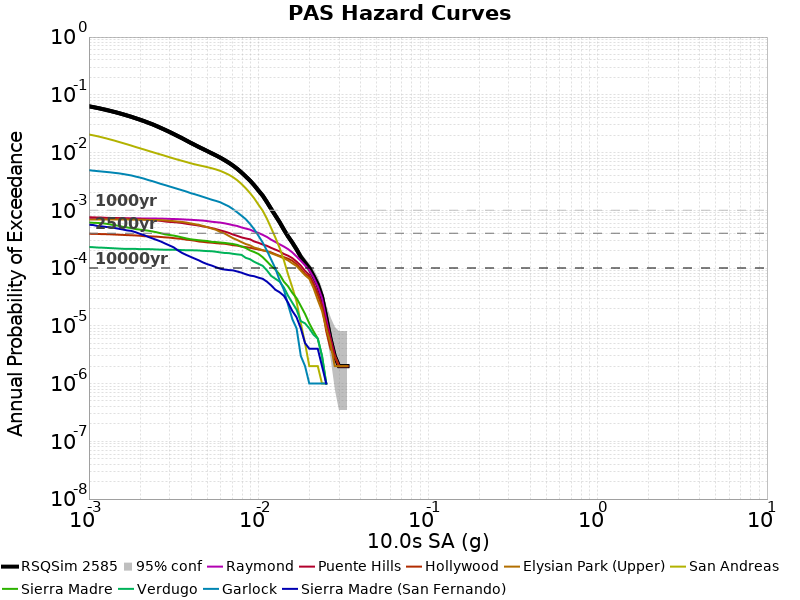 PAS Hazard Curves
Annual Probability of Exceedance
10^0
10^-1
10^-2
10^-3
10^-4
10^-5
10^-6
10^-7
10^-8
1000yr
2500yr
10000yr
10^-3 10^-2 10^-1 10^0 10^1
10.0s SA (g)
RSQSim 2585 95% conf Raymond Puente Hills Hollywood Elysian Park (Upper) San Andreas
Sierra Madre Verdugo Garlock Sierra Madre (San Fernando)